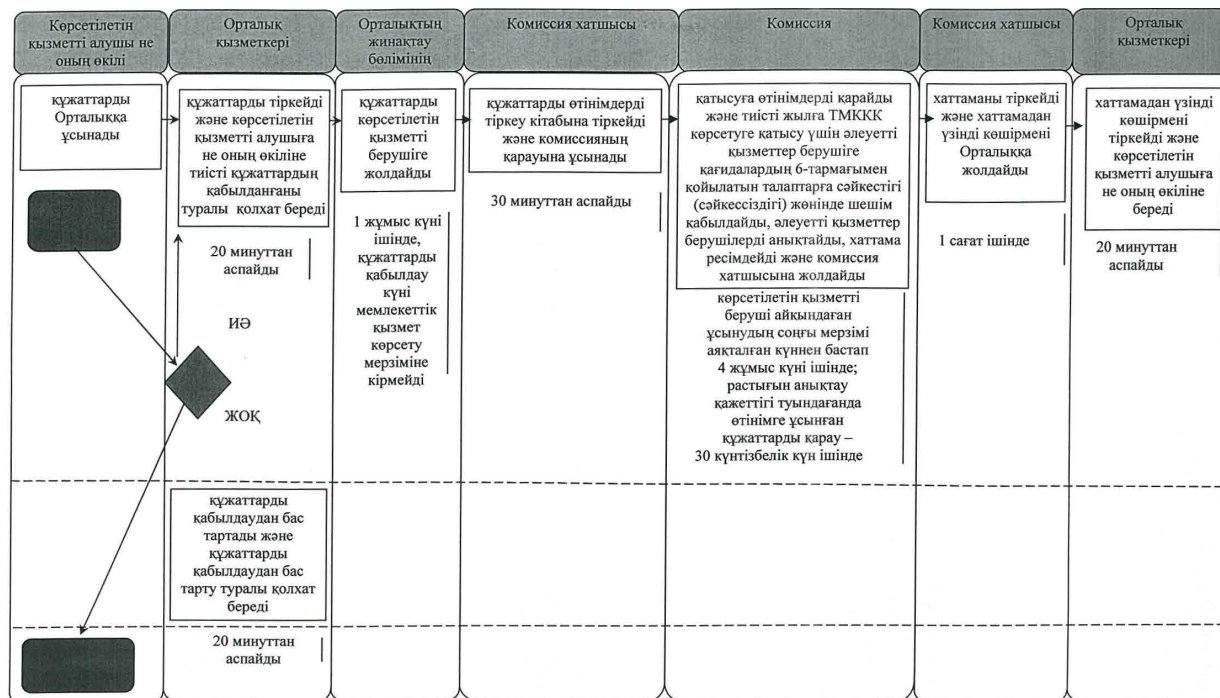 Көрсетілетін
қызметті алушы не
оның өкілі
Орталық
қызметкері
Орталықтың
жинақтау
бөлімінің
Комиссия хатшысы
Комиссия
Комиссия хатшысы
Орталық
қызметкері
құжаттарды
Орталыққа
ұсынады
құжаттарды тіркейді
және көрсетілетін
қызметті алушыға
не оның өкіліне
тиісті құжаттардың
қабылданғаны
туралы қолхат береді
20 минуттан
аспайды
ИӘ
ЖОҚ
құжаттарды
көрсетілетін
қызметті
берушіге
жолдайды
1 жұмыс күні
ішінде,
құжаттарды
қабылдау
күні
мемлекеттік
қызмет
көрсету
мерзіміне
кірмейді
құжаттарды өтінімдерді
тіркеу кітабына тіркейді
және комиссияның
қарауына ұсынады
30 минуттан аспайды
қатысуға өтінімдерді қарайды
және тиісті жылға ТМККК
көрсетуге қатысу үшін әлеуетті
қызметтер берушіге
қағидалардың 6-тармағымен
қойылатын талаптарға сәйкестігі
(сәйкессіздігі) жөнінде шешім
қабылдайды, әлеуетті қызметтер
берушілерді анықтайды, хаттама
ресімдейді және комиссия
хатшысына жолдайды
көрсетілетін қызметті
беруші айқындаған
ұсынудың соңғы мерзімі
аяқталған күннен бастап
4 жұмыс күні ішінде;
растығын анықтау
қажеттігі туындағанда
өтінімге ұсынған
құжаттарды қарау –
30 күнтізбелік күн ішінде
хаттаманы тіркейді
және хаттамадан
үзінді көшірмені
Орталыққа
жолдайды
1 сағат ішінде
хаттамадан үзінді
көшірмені
тіркейді және
көрсетілетін
қызметті алушыға
не оның өкіліне
береді
20 минуттан
аспайды
құжаттарды
қабылдаудан бас
тартады және
құжаттарды
қабылдаудан бас
тарту туралы қолхат
береді
20 минуттан
аспайды